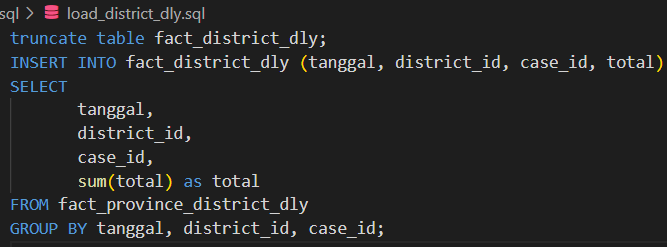 sql > load_district_dly.sql
truncate table fact_district_dly;
INSERT INTO fact_district_dly (tanggal, district_id, case_id, total)
SELECT
tanggal,
district_id,
case_id,
sum(total) as total
FROM fact_province_district_dly
GROUP BY tanggal, district_id, case_id;